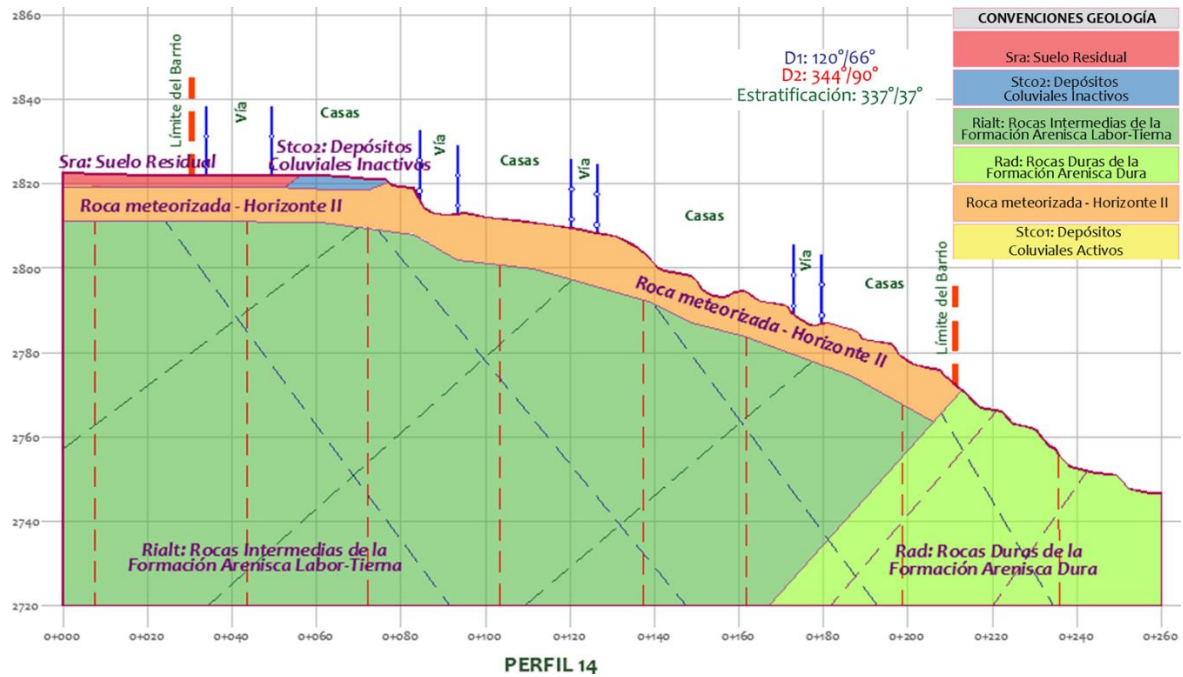 2860
2840
2820
2800
2780
2760
2740
2720
0+000
0+020
0+040
0+060
0+080
0+100
0+120
0+140
0+160
0+180
0+200
0+220
0+240
0+260
PERFIL 14
D1: 120°/66°
D2: 344°/90°
Estratificación: 337°/37°
CONVENCIONES GEOLOGÍA
Sra: Suelo Residual
Stco2: Depósitos
Coluviales Inactivos
Rialt: Rocas Intermedias de la
Formación Arenisca Labor-Tierna
Rad: Rocas Duras de la
Formación Arenisca Dura
Roca meteorizada - Horizonte II
Stco1: Depósitos
Coluviales Activos
Límite del Barrio
Vía
Casas
Vía
Casas
Vía
Casas
Vía
Casas
Límite del Barrio
Sra: Suelo Residual
Stco2: Depósitos
Coluviales Inactivos
Roca meteorizada - Horizonte II
Roca meteorizada - Horizonte II
Rialt: Rocas Intermedias de la
Formación Arenisca Labor-Tierna
Rad: Rocas Duras de la
Formación Arenisca Dura